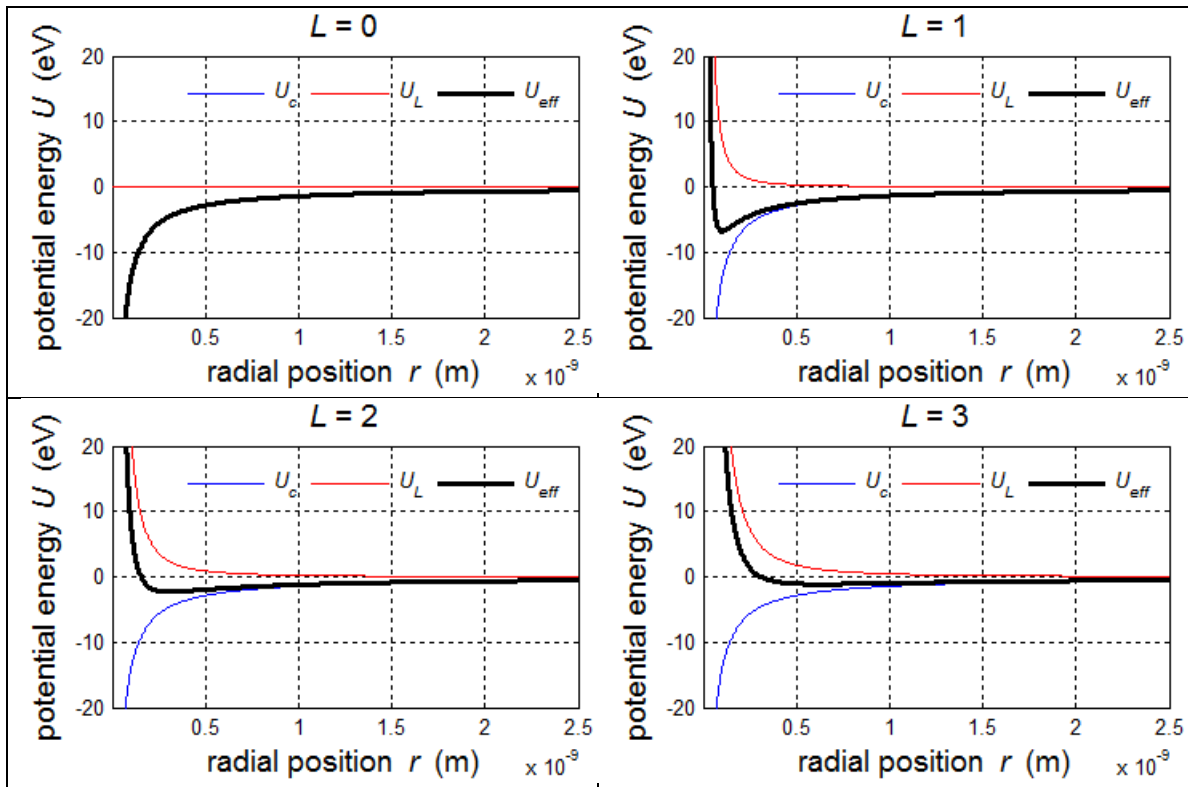 L = 0
20
10
0
-10
-20
potential energy U (eV)
U_c U_L U_eff
0.5 1 1.5 2 2.5
radial position r (m) x 10^-9
L = 1
20
10
0
-10
-20
potential energy U (eV)
U_c U_L U_eff
0.5 1 1.5 2 2.5
radial position r (m) x 10^-9
L = 2
20
10
0
-10
-20
potential energy U (eV)
U_c U_L U_eff
0.5 1 1.5 2 2.5
radial position r (m) x 10^-9
L = 3
20
10
0
-10
-20
potential energy U (eV)
U_c U_L U_eff
0.5 1 1.5 2 2.5
radial position r (m) x 10^-9